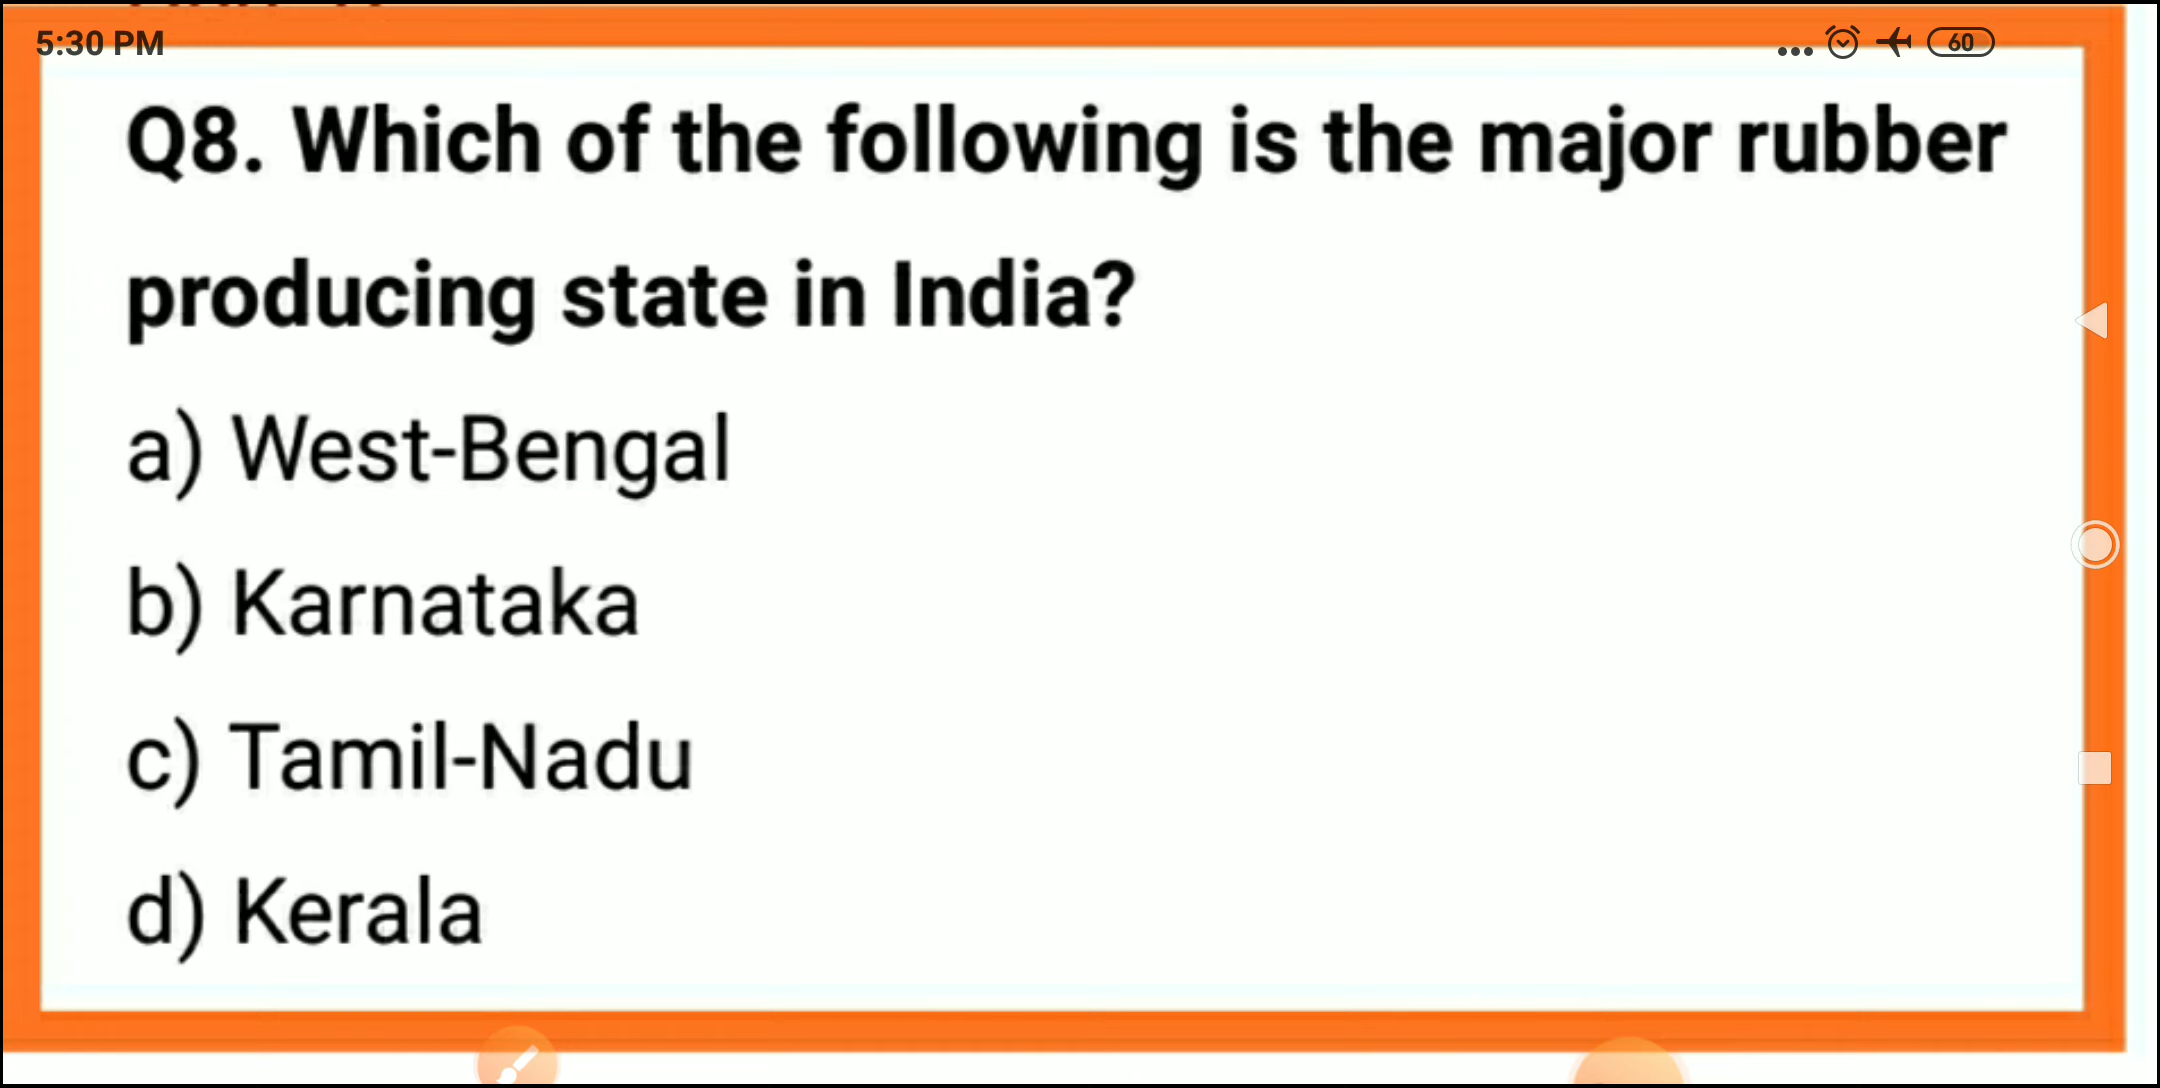 5:30 PM
60
Q8. Which of the following is the major rubber
producing state in India?
a) West-Bengal
b) Karnataka
c) Tamil-Nadu
d) Kerala